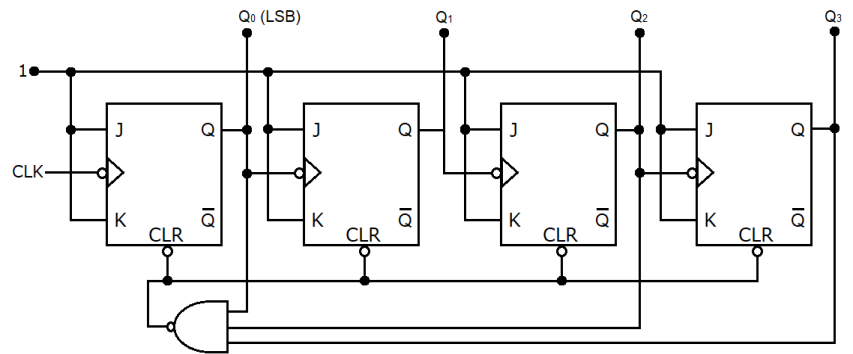 Q₀ (LSB) Q₁ Q₂ Q₃
1
J Q J Q J Q J Q
CLK
K Q̅ K Q̅ K Q̅ K Q̅
CLR CLR CLR CLR